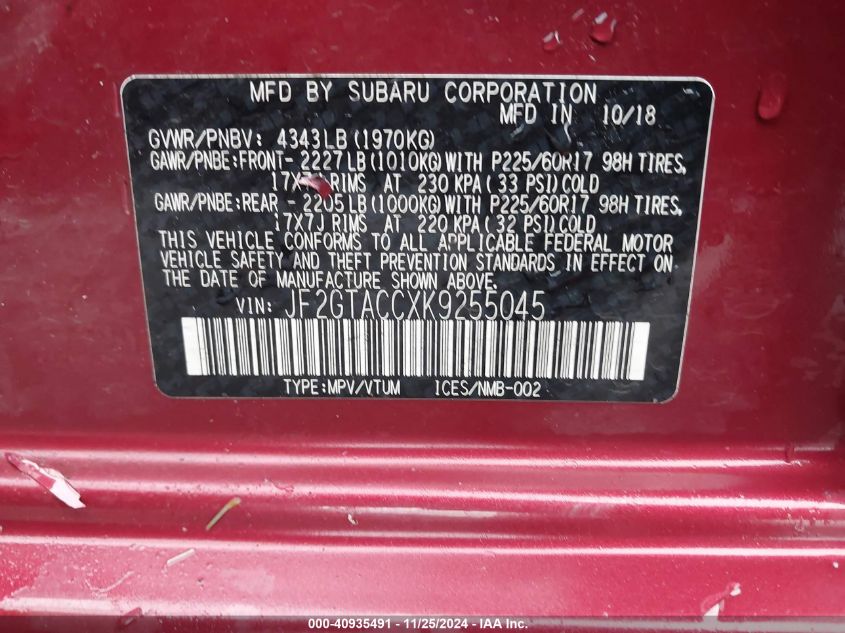 MFD BY SUBARU CORPORATION
MFD IN 10/18
GVWR/PNBV: 4343LB (1970KG)
GAWR/PNBE:FRONT- 2227LB(1010KG)WITH P225/60R17 98H TIRES,
RIMS AT 230 KPA( 33 PSI)COLD
GAWR/PNBE:REAR - 2205LB(1000KG)WITH P225/60R17 98H TIRES,
17X7J RIMS AT 220 KPA( 32 PSI)COLD
THIS VEHICLE CONFORMS TO ALL APPLICABLE FEDERAL MOTOR
VEHICLE SAFETY AND THEFT PREVENTION STANDARDS IN EFFECT ON
THE DATE OF MANUFACTURE SHOWN ABOVE.
VIN: JF2GTACCXK9255045
TYPE:MPV/VTUM ICES/NMB-002
000-40935491 - 11/25/2024 - IAA Inc.